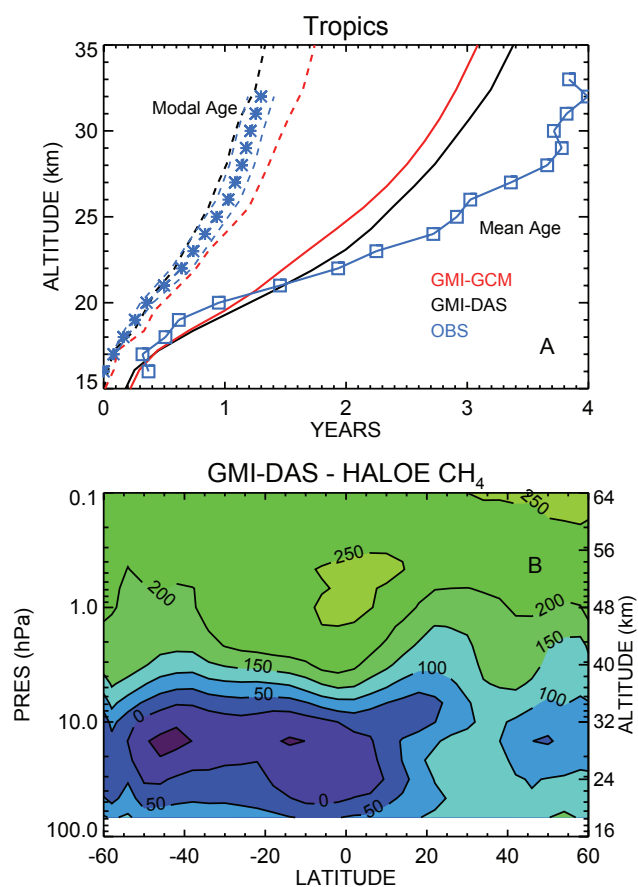 Tropics
35
30
25
20
15
ALTITUDE (km)
Modal Age
Mean Age
GMI-GCM
GMI-DAS
OBS
A
0 1 2 3 4
YEARS
GMI-DAS - HALOE CH4
0.1
1.0
10.0
100.0
PRES (hPa)
250
B
250
200
200
150
150
100
100
50
0
0
50
50
64
56
48
40
32
28
24
16
ALTITUDE (km)
-60 -40 -20 0 20 40 60
LATITUDE